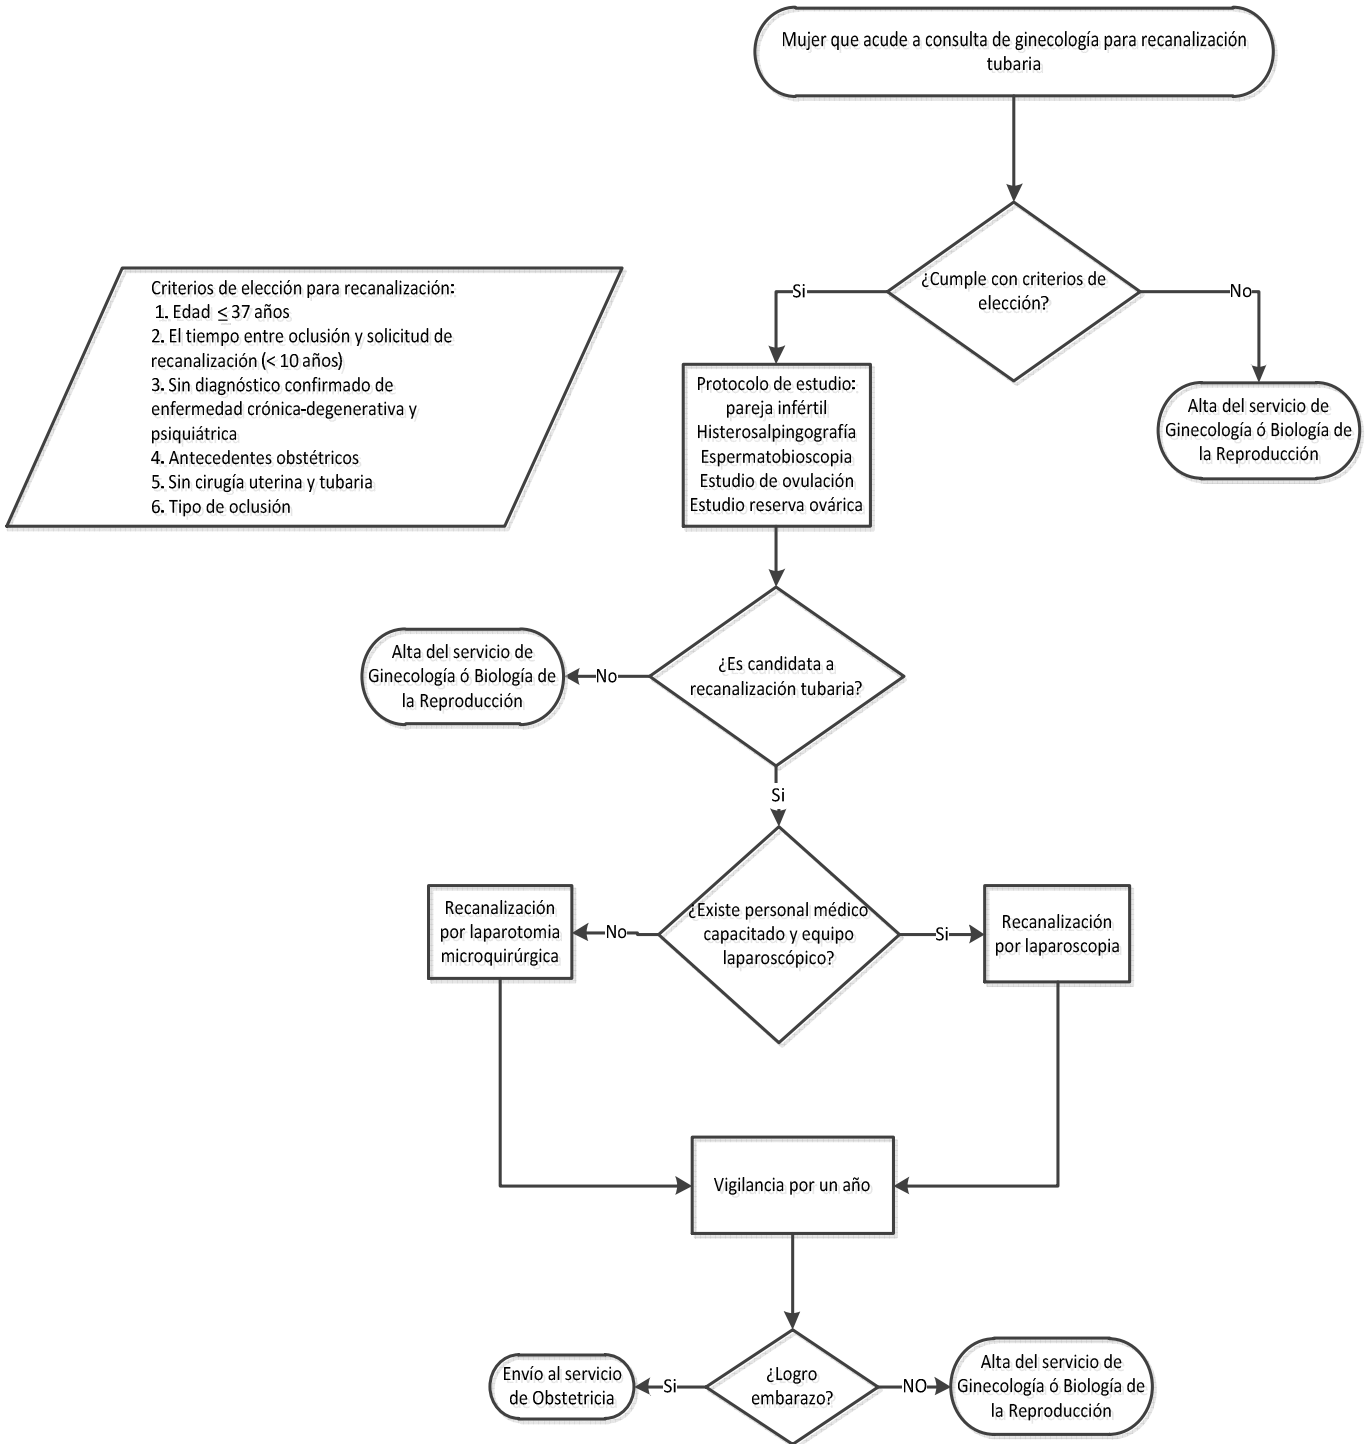 Mujer que acude a consulta de ginecología para recanalización
tubaria
¿Cumple con criterios de
elección?
Si
No
Criterios de elección para recanalización:
1. Edad ≤ 37 años
2. El tiempo entre oclusión y solicitud de
recanalización (< 10 años)
3. Sin diagnóstico confirmado de
enfermedad crónica-degenerativa y
psiquiátrica
4. Antecedentes obstétricos
5. Sin cirugía uterina y tubaria
6. Tipo de oclusión
Protocolo de estudio:
pareja infértil
Histerosalpingografía
Espermatobioscopia
Estudio de ovulación
Estudio reserva ovárica
Alta del servicio de
Ginecología ó Biología de
la Reproducción
¿Es candidata a
recanalización tubaria?
No
Alta del servicio de
Ginecología ó Biología de
la Reproducción
Si
¿Existe personal médico
capacitado y equipo
laparoscópico?
No
Recanalización
por laparotomia
microquirúrgica
Si
Recanalización
por laparoscopia
Vigilancia por un año
¿Logro
embarazo?
Si
Envío al servicio
de Obstetricia
NO
Alta del servicio de
Ginecología ó Biología de
la Reproducción